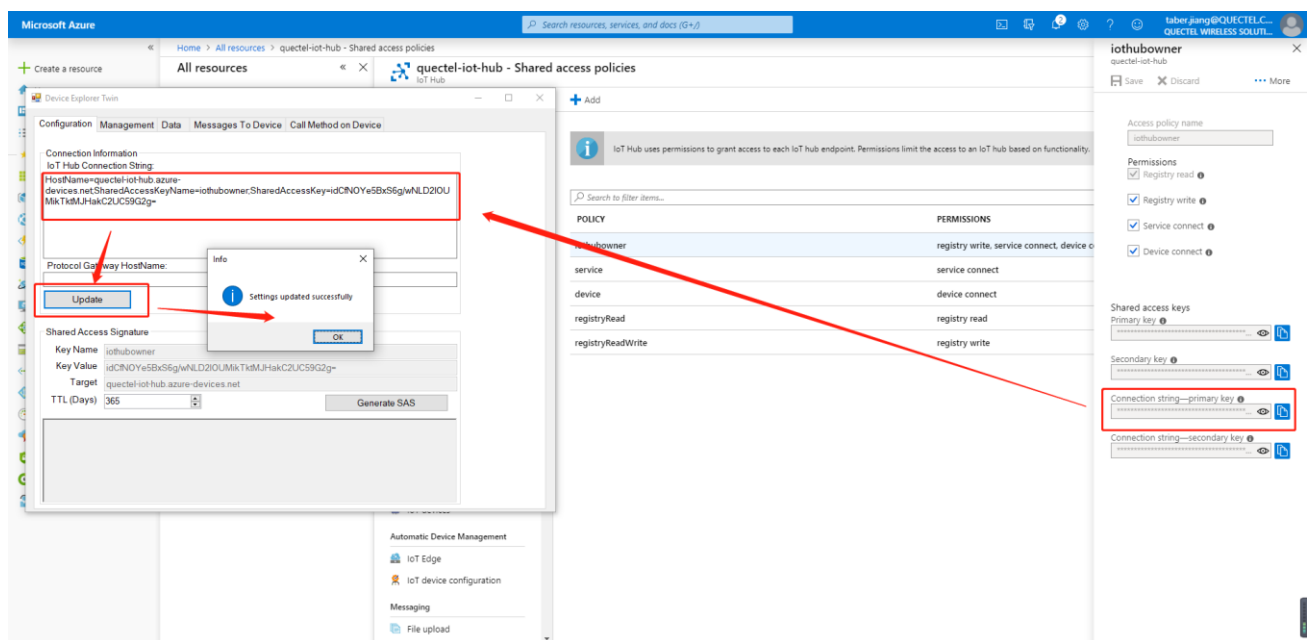 Microsoft Azure
Search resources, services, and docs (G+/)
2
taber.jiang@QUECTEL.C...
QUECTEL WIRELESS SOLUTI...
Home > All resources > quectel-iot-hub - Shared access policies
Create a resource
All resources
quectel-iot-hub - Shared access policies
IoT Hub
Device Explorer Twin
Configuration Management Data Messages To Device Call Method on Device
Connection Information
IoT Hub Connection String:
HostName=quectel-iot-hub.azure-
devices.net;SharedAccessKeyName=iothubowner;SharedAccessKey=idCfNOYe5BxS6g/wNLD2IOU
MikTktMJHakC2UC59G2g=
Protocol Gateway HostName:
Update
Info
Settings updated successfully
OK
Shared Access Signature
Key Name iothubowner
Key Value idCfNOYe5BxS6g/wNLD2IOUMikTktMJHakC2UC59G2g=
Target quectel-iot-hub.azure-devices.net
TTL (Days) 365
Generate SAS
Automatic Device Management
IoT Edge
IoT device configuration
Messaging
File upload
Add
IoT Hub uses permissions to grant access to each IoT hub endpoint. Permissions limit the access to an IoT hub based on functionality.
Search to filter items...
POLICY PERMISSIONS
iothubowner registry write, service connect, device c
service service connect
device device connect
registryRead registry read
registryReadWrite registry write
iothubowner
quectel-iot-hub
Save Discard More
Access policy name
iothubowner
Permissions
Registry read
Registry write
Service connect
Device connect
Shared access keys
Primary key
Secondary key
Connection string—primary key
Connection string—secondary key